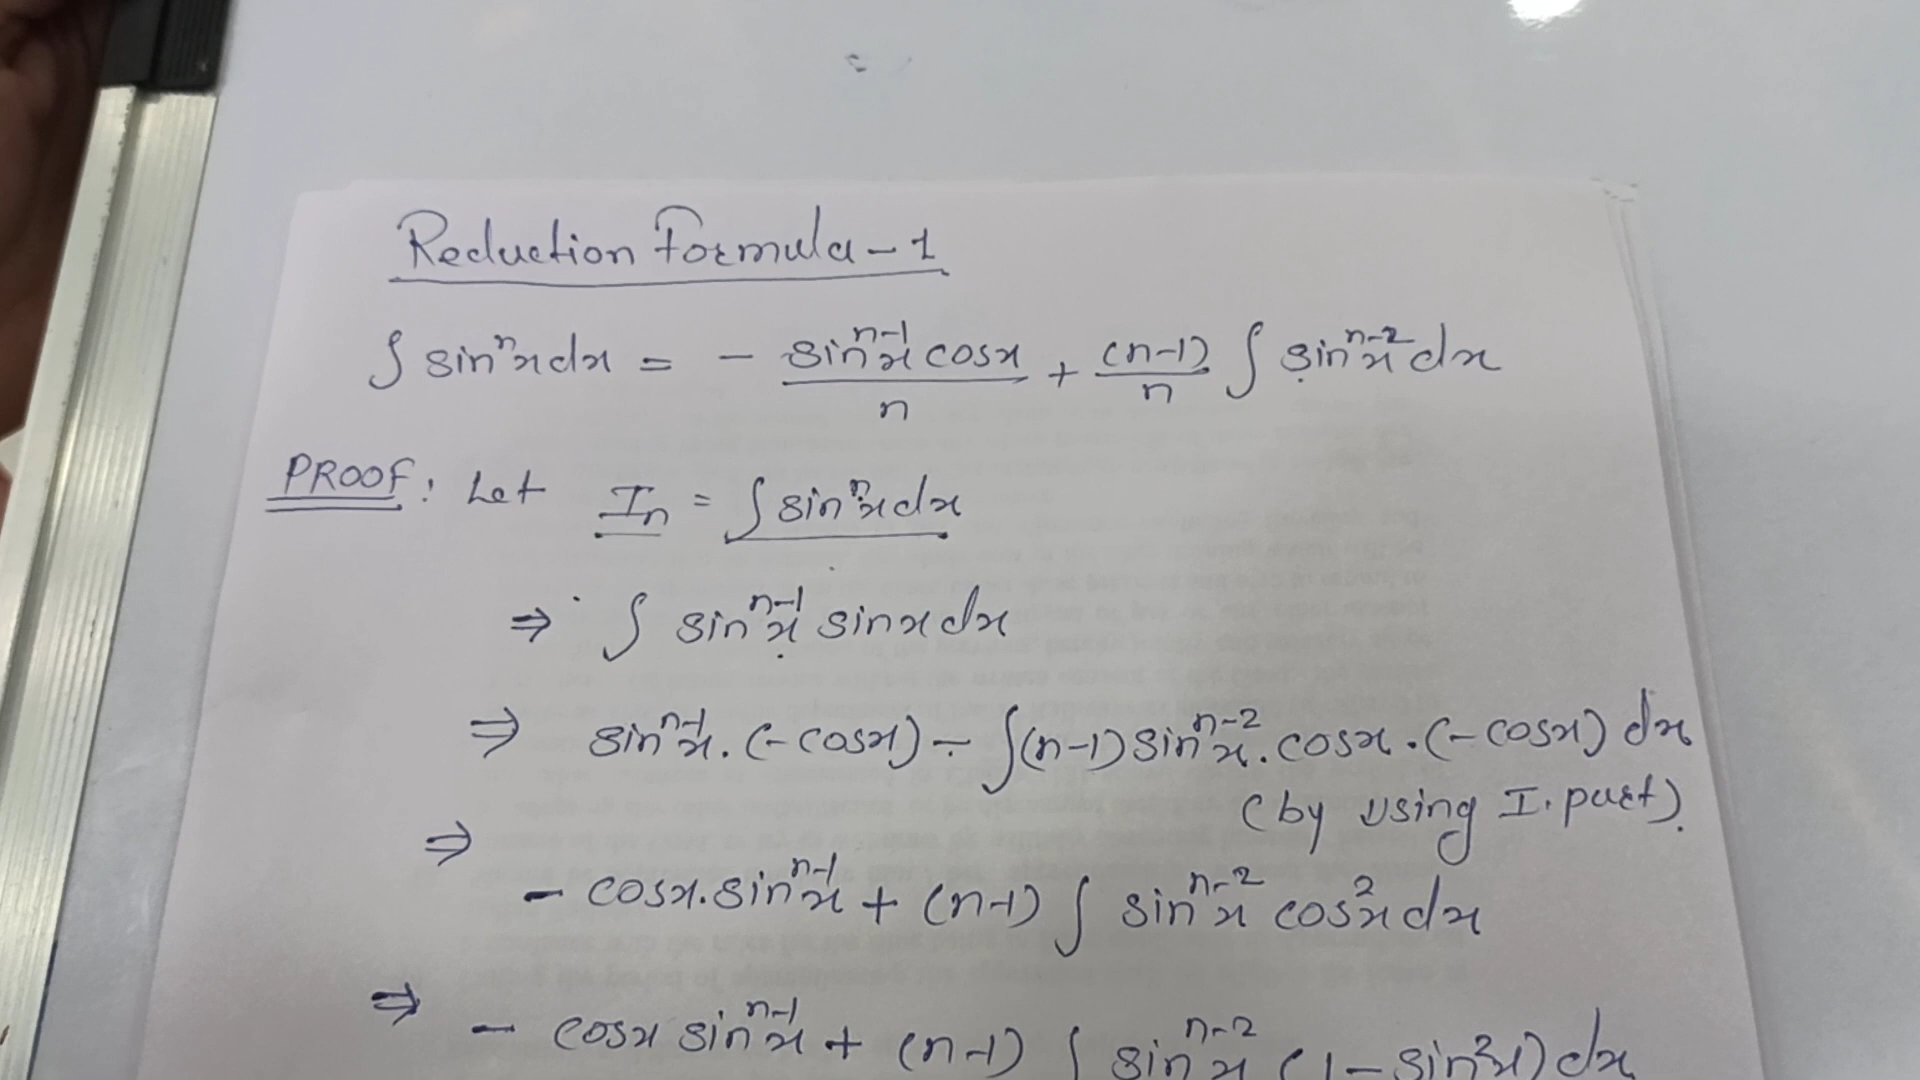 Reduction Formula-1
∫ sinⁿx dx = - sinⁿ⁻¹x cosx / n + (n-1) / n ∫ sinⁿ⁻²x dx
PROOF: Let Iₙ = ∫ sinⁿx dx
⇒ ∫ sinⁿ⁻¹x sinx dx
⇒ sinⁿ⁻¹x . (-cosx) - ∫(n-1) sinⁿ⁻²x . cosx . (-cosx) dx
(by using I. part).
⇒
- cosx. sinⁿ⁻¹x + (n-1) ∫ sinⁿ⁻²x cos²x dx
⇒ - cosx sinⁿ⁻¹x + (n-1) ∫ sinⁿ⁻²x (1-sin²x) dx